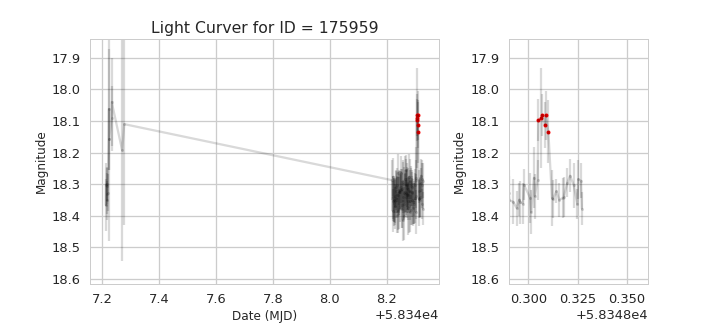 Light Curver for ID = 175959
Magnitude
17.9
18.0
18.1
18.2
18.3
18.4
18.5
18.6
7.2 7.4 7.6 7.8 8.0 8.2
Date (MJD)
+5.834e4
Magnitude
17.9
18.0
18.1
18.2
18.3
18.4
18.5
18.6
0.300 0.325 0.350
+5.8348e4